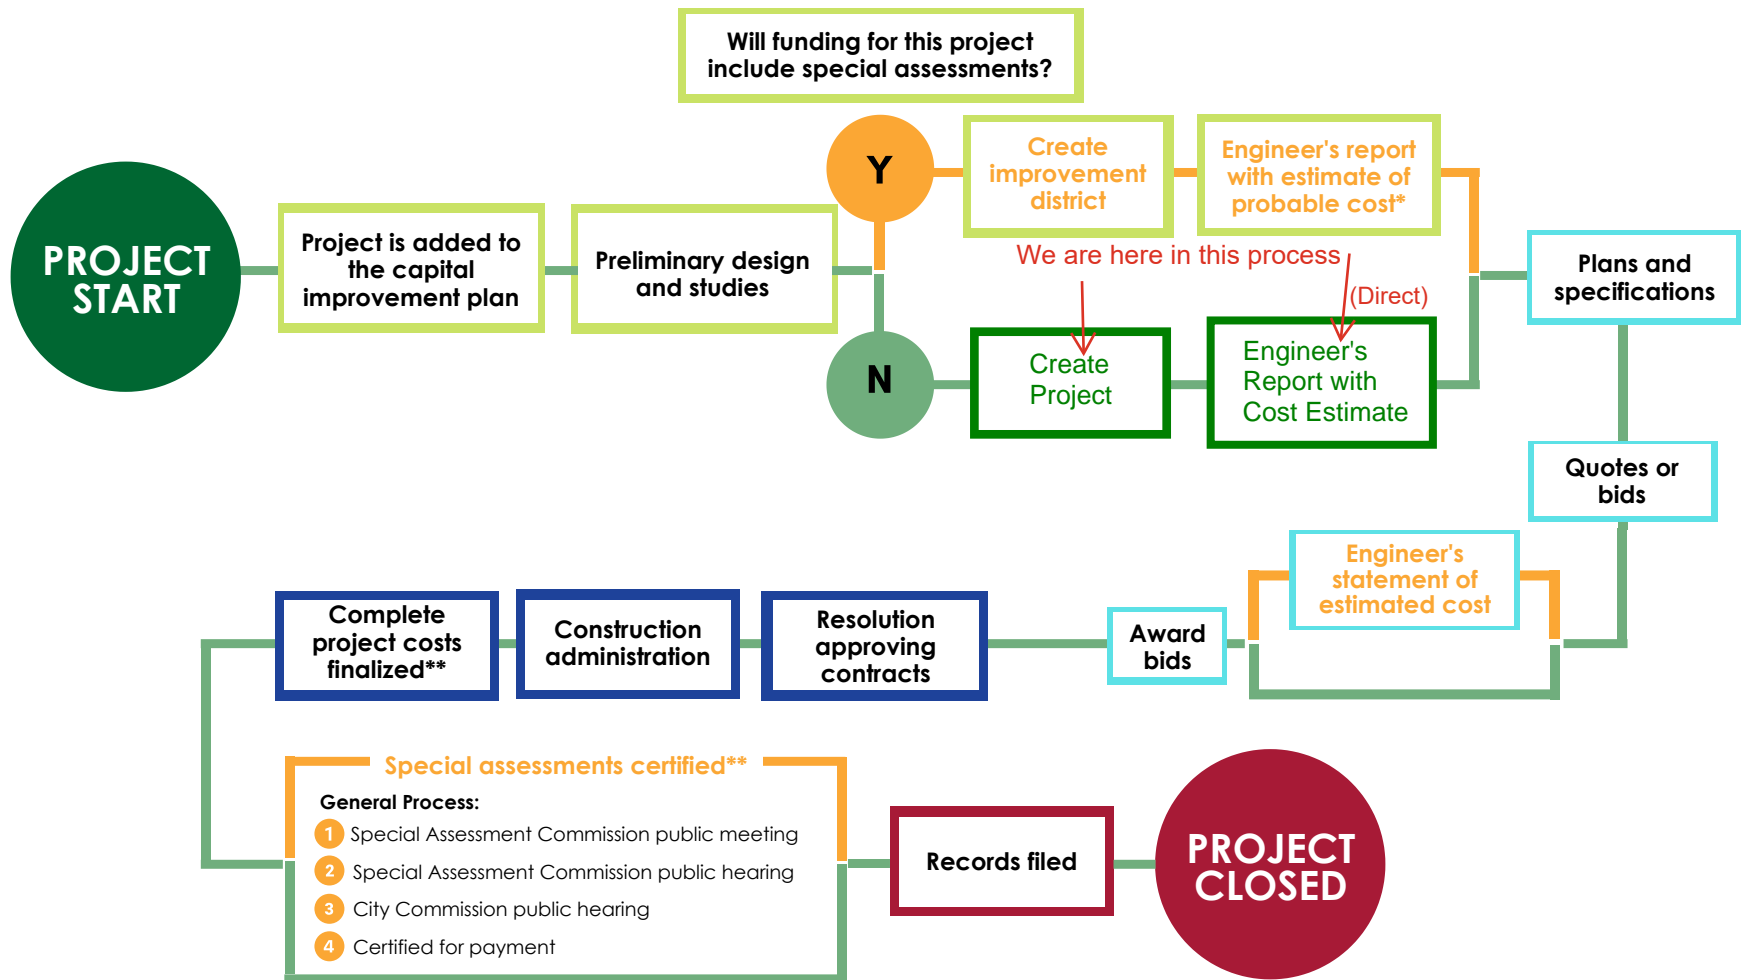 Will funding for this project
include special assessments?
PROJECT
START
Project is added to
the capital
improvement plan
Preliminary design
and studies
Y
Create
improvement
district
Engineer's report
with estimate of
probable cost*
We are here in this process
(Direct)
N
Create
Project
Engineer's
Report with
Cost Estimate
Plans and
specifications
Quotes or
bids
Engineer's
statement of
estimated cost
Award
bids
Resolution
approving
contracts
Construction
administration
Complete
project costs
finalized**
Special assessments certified**
General Process:
1 Special Assessment Commission public meeting
2 Special Assessment Commission public hearing
3 City Commission public hearing
4 Certified for payment
Records filed
PROJECT
CLOSED